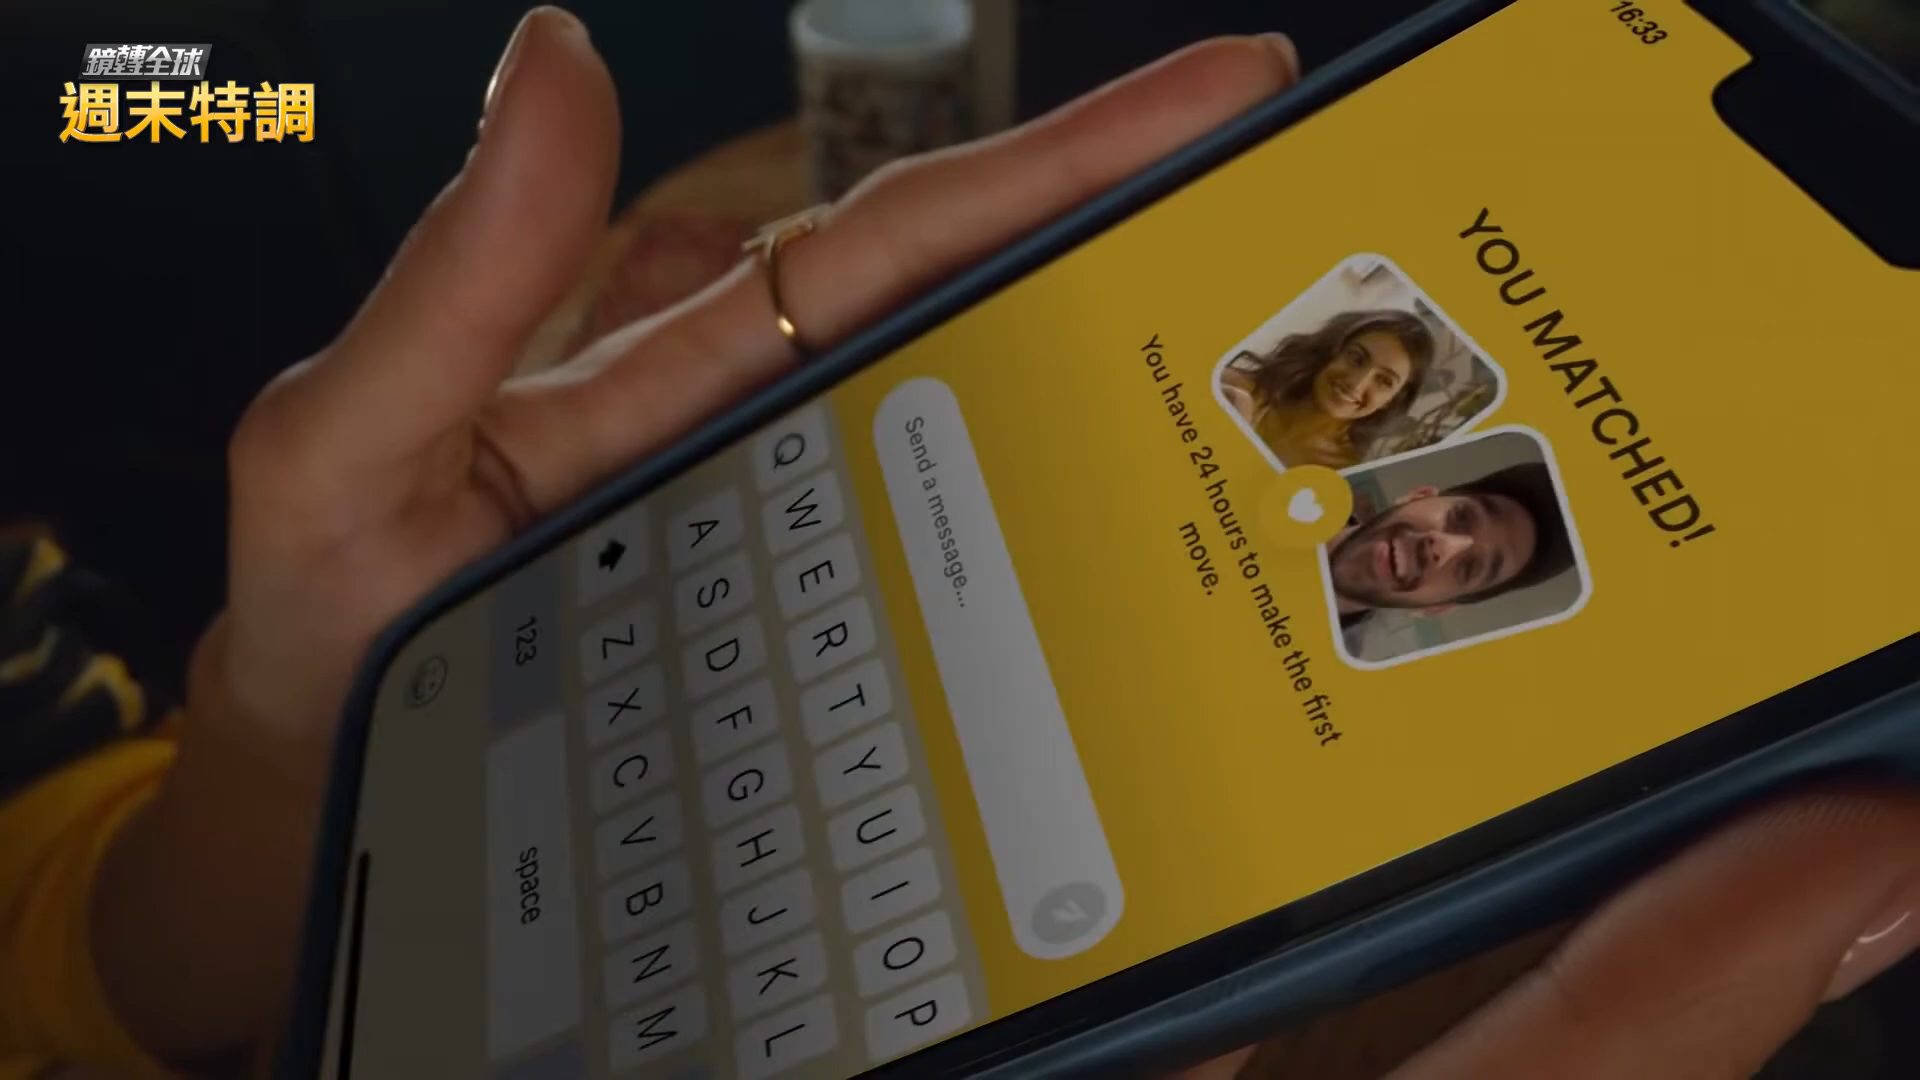 鏡轉全球
週末特調
16:33
YOU MATCHED!
You have 24 hours to make the first
move.
Send a message...
Q W E R T Y U I O P
A S D F G H J K L
Z X C V B N M
123
space